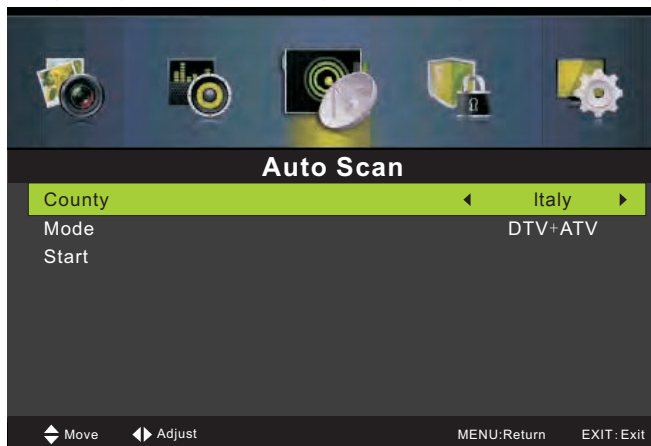 Auto Scan
County Italy
Mode DTV+ATV
Start
Move Adjust MENU:Return EXIT:Exit